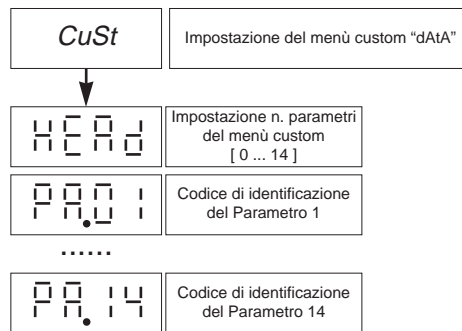 CuSt
Impostazione del menù custom “dAtA”
HEAd
Impostazione n. parametri
del menù custom
[ 0 ... 14 ]
PA.01
Codice di identificazione
del Parametro 1
......
PA.14
Codice di identificazione
del Parametro 14